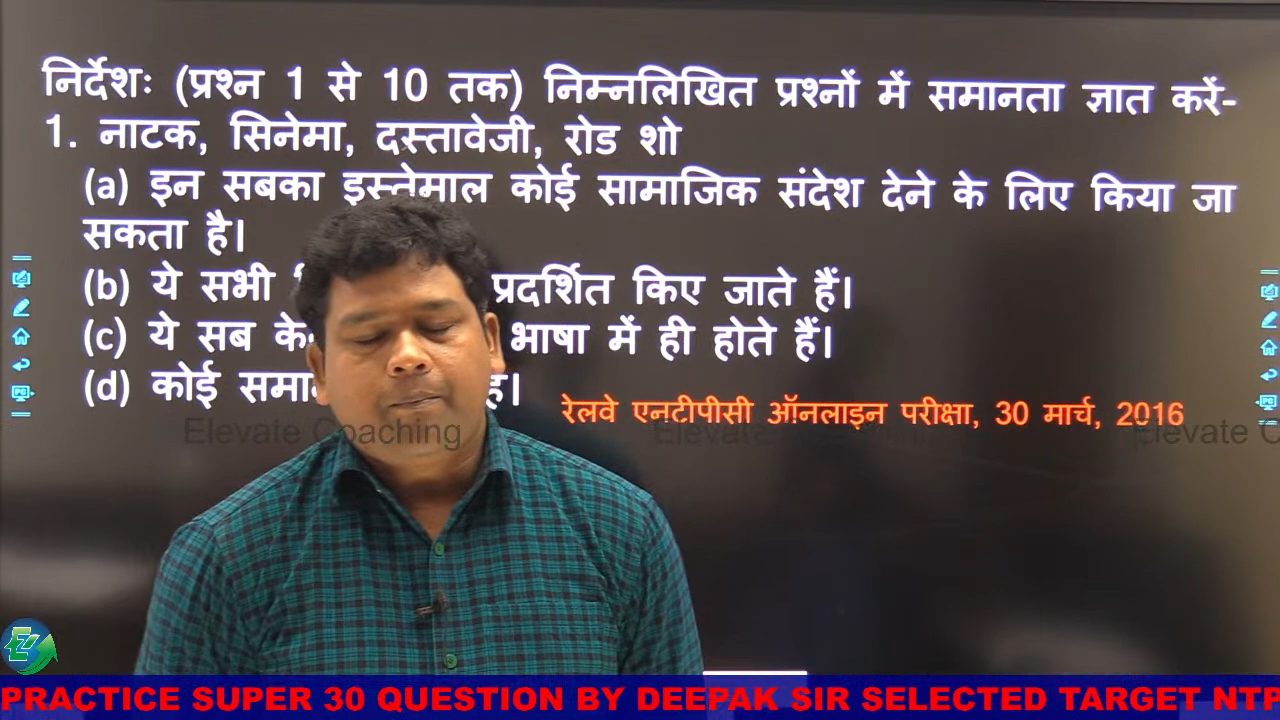 निर्देशः (प्रश्न 1 से 10 तक) निम्नलिखित प्रश्नों में समानता ज्ञात करें-
1. नाटक, सिनेमा, दस्तावेजी, रोड शो
(a) इन सबका इस्तेमाल कोई सामाजिक संदेश देने के लिए किया जा
सकता है।
(b) ये सभी प्रदर्शित किए जाते हैं।
(c) ये सब भाषा में ही होते हैं।
(d) कोई
रेलवे एनटीपीसी ऑनलाइन परीक्षा, 30 मार्च, 2016
Elevate Coaching
Elevate
Elevate C
PRACTICE SUPER 30 QUESTION BY DEEPAK SIR SELECTED TARGET NTP